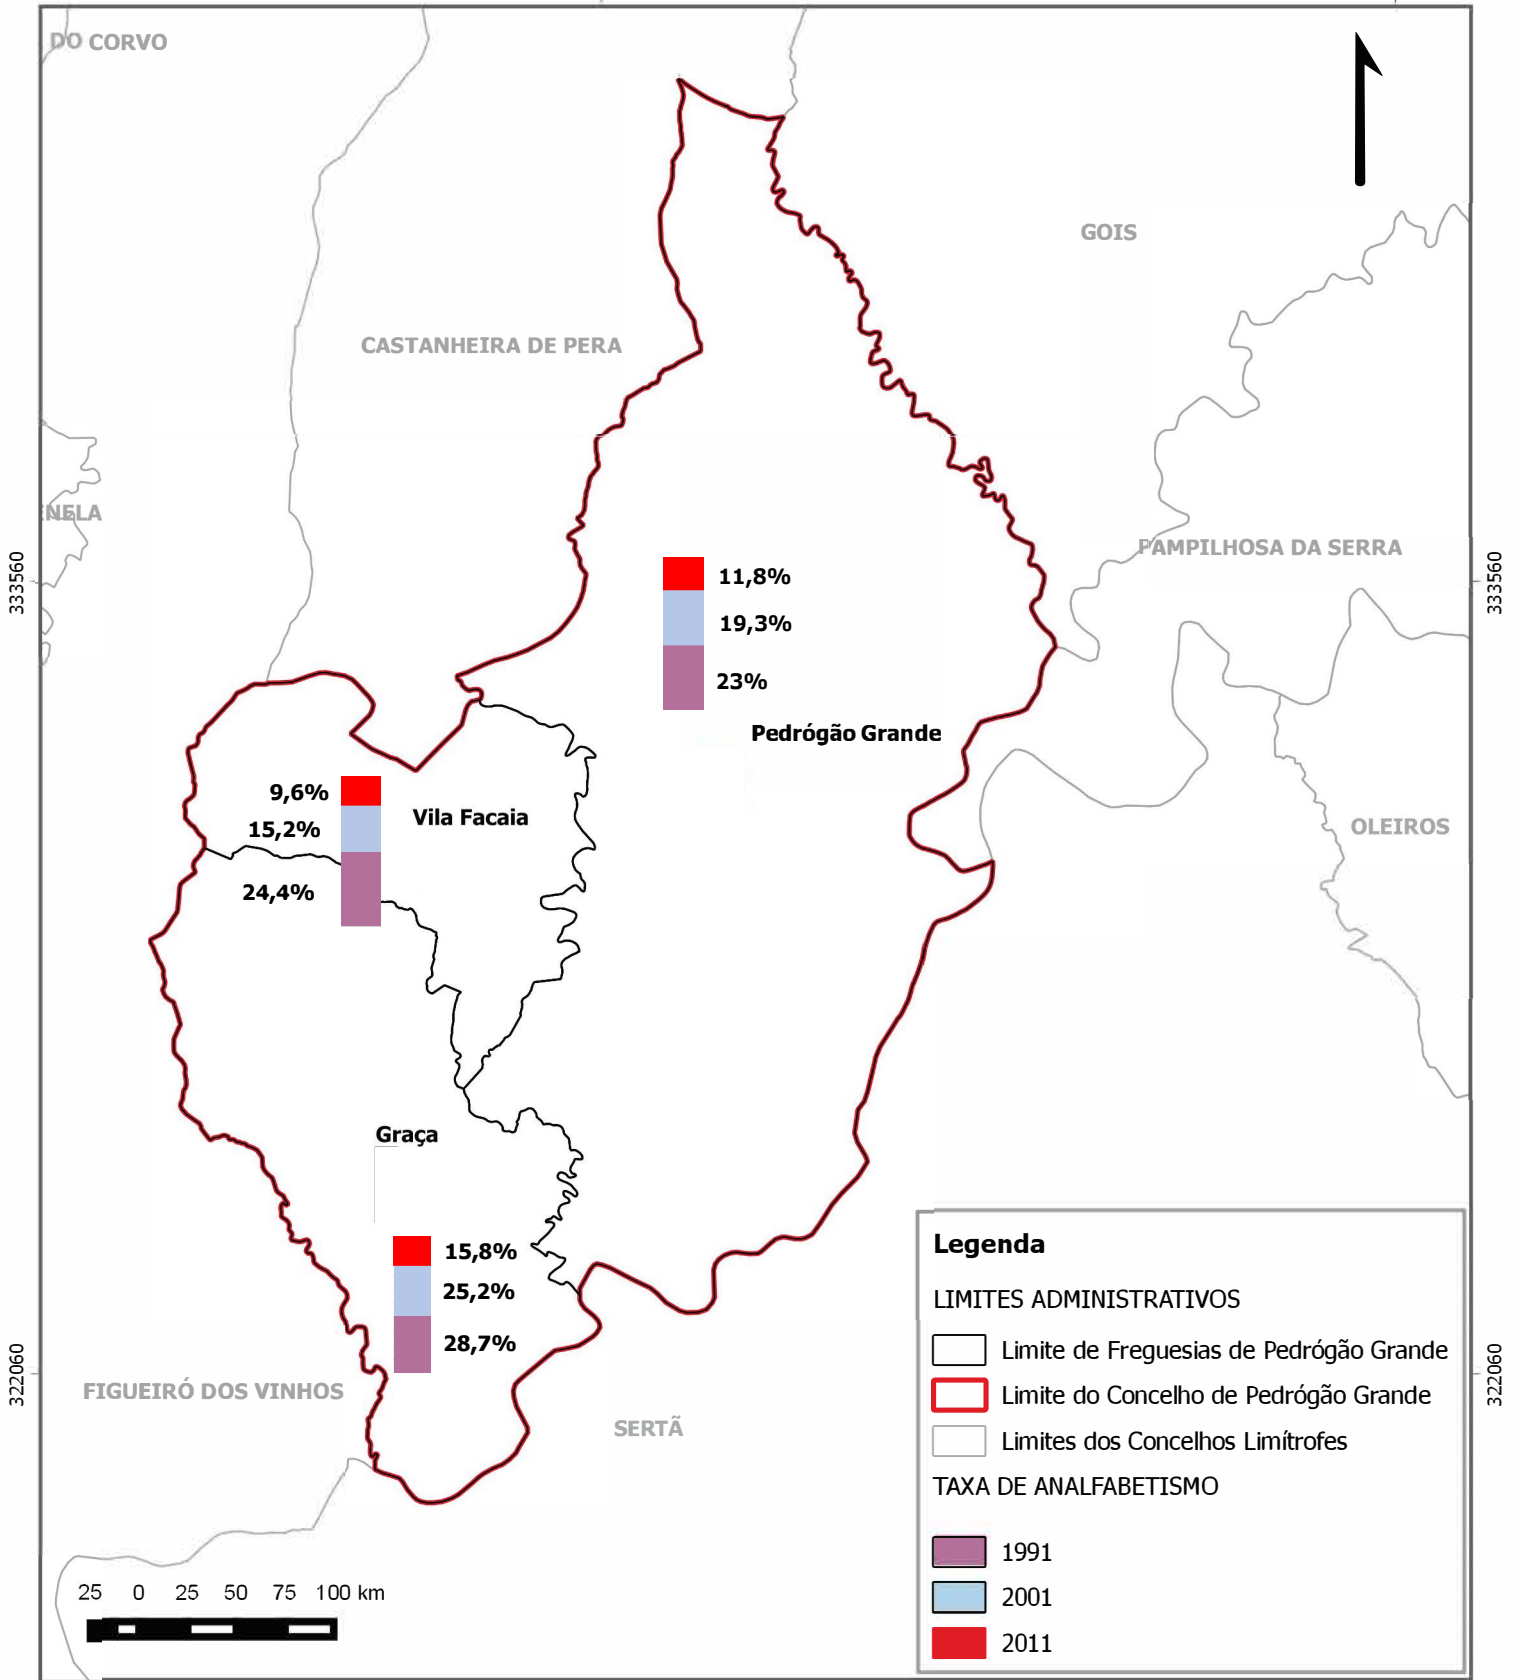 DO CORVO
GOIS
CASTANHEIRA DE PERA
ENELA
PAMPILHOSA DA SERRA
333560
333560
11,8%
19,3%
23%
Pedrógão Grande
9,6%
15,2%
24,4%
Vila Facaia
OLEIROS
Graça
15,8%
25,2%
28,7%
322060
322060
FIGUEIRÓ DOS VINHOS
SERTÃ
Legenda
LIMITES ADMINISTRATIVOS
Limite de Freguesias de Pedrógão Grande
Limite do Concelho de Pedrógão Grande
Limites dos Concelhos Limítrofes
TAXA DE ANALFABETISMO
1991
2001
2011
25 0 25 50 75 100 km